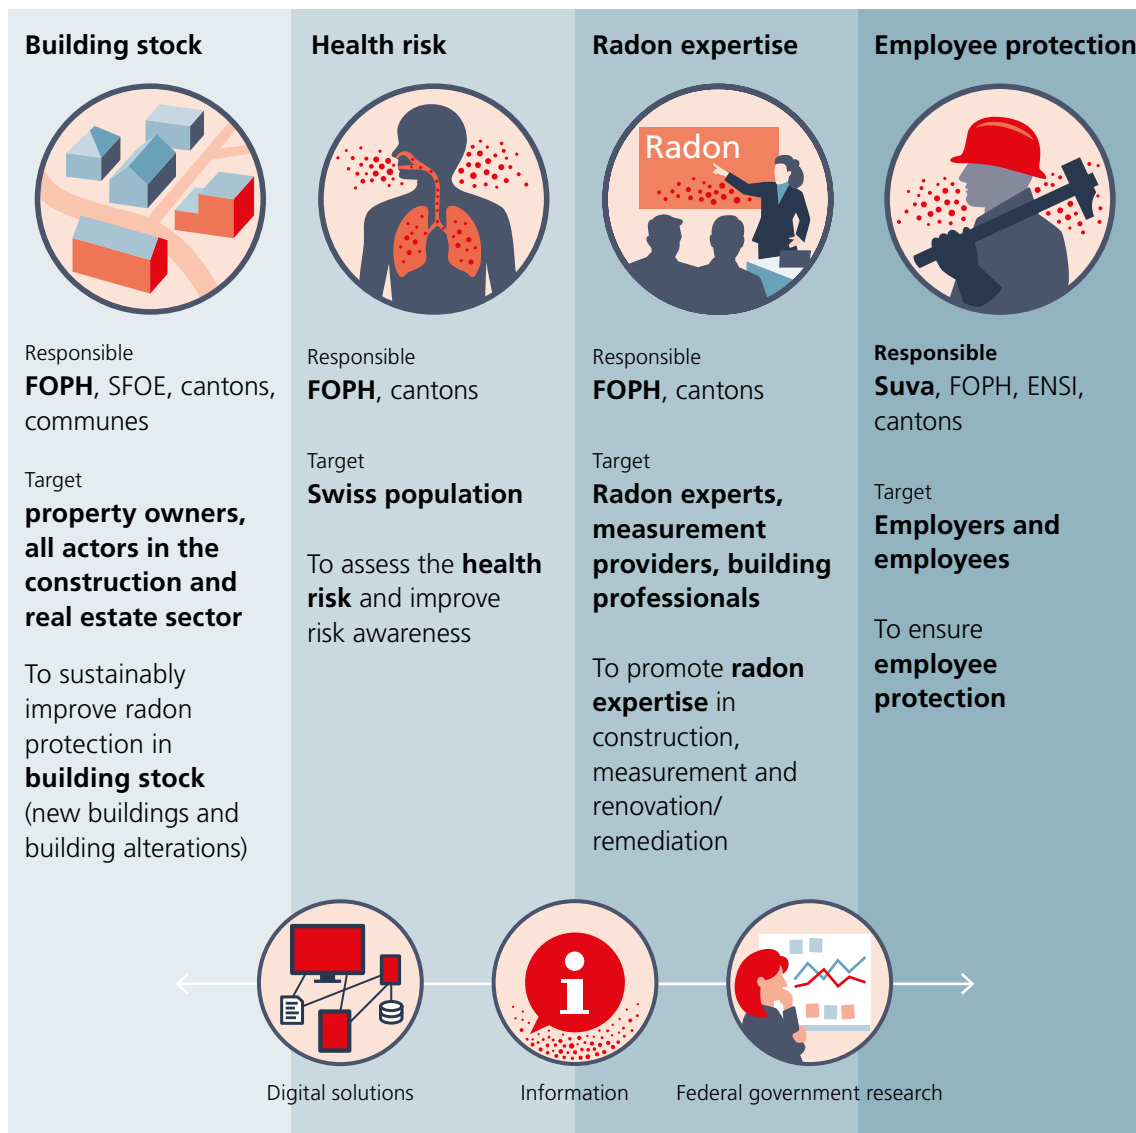 Building stock
Responsible
FOPH, SFOE, cantons,
communes
Target
property owners,
all actors in the
construction and
real estate sector
To sustainably
improve radon
protection in
building stock
(new buildings and
building alterations)
Health risk
Responsible
FOPH, cantons
Target
Swiss population
To assess the health
risk and improve
risk awareness
Radon expertise
Radon
Responsible
FOPH, cantons
Target
Radon experts,
measurement
providers, building
professionals
To promote radon
expertise in
construction,
measurement and
renovation/
remediation
Employee protection
Responsible
Suva, FOPH, ENSI,
cantons
Target
Employers and
employees
To ensure
employee
protection
i
Digital solutions
Information
Federal government research